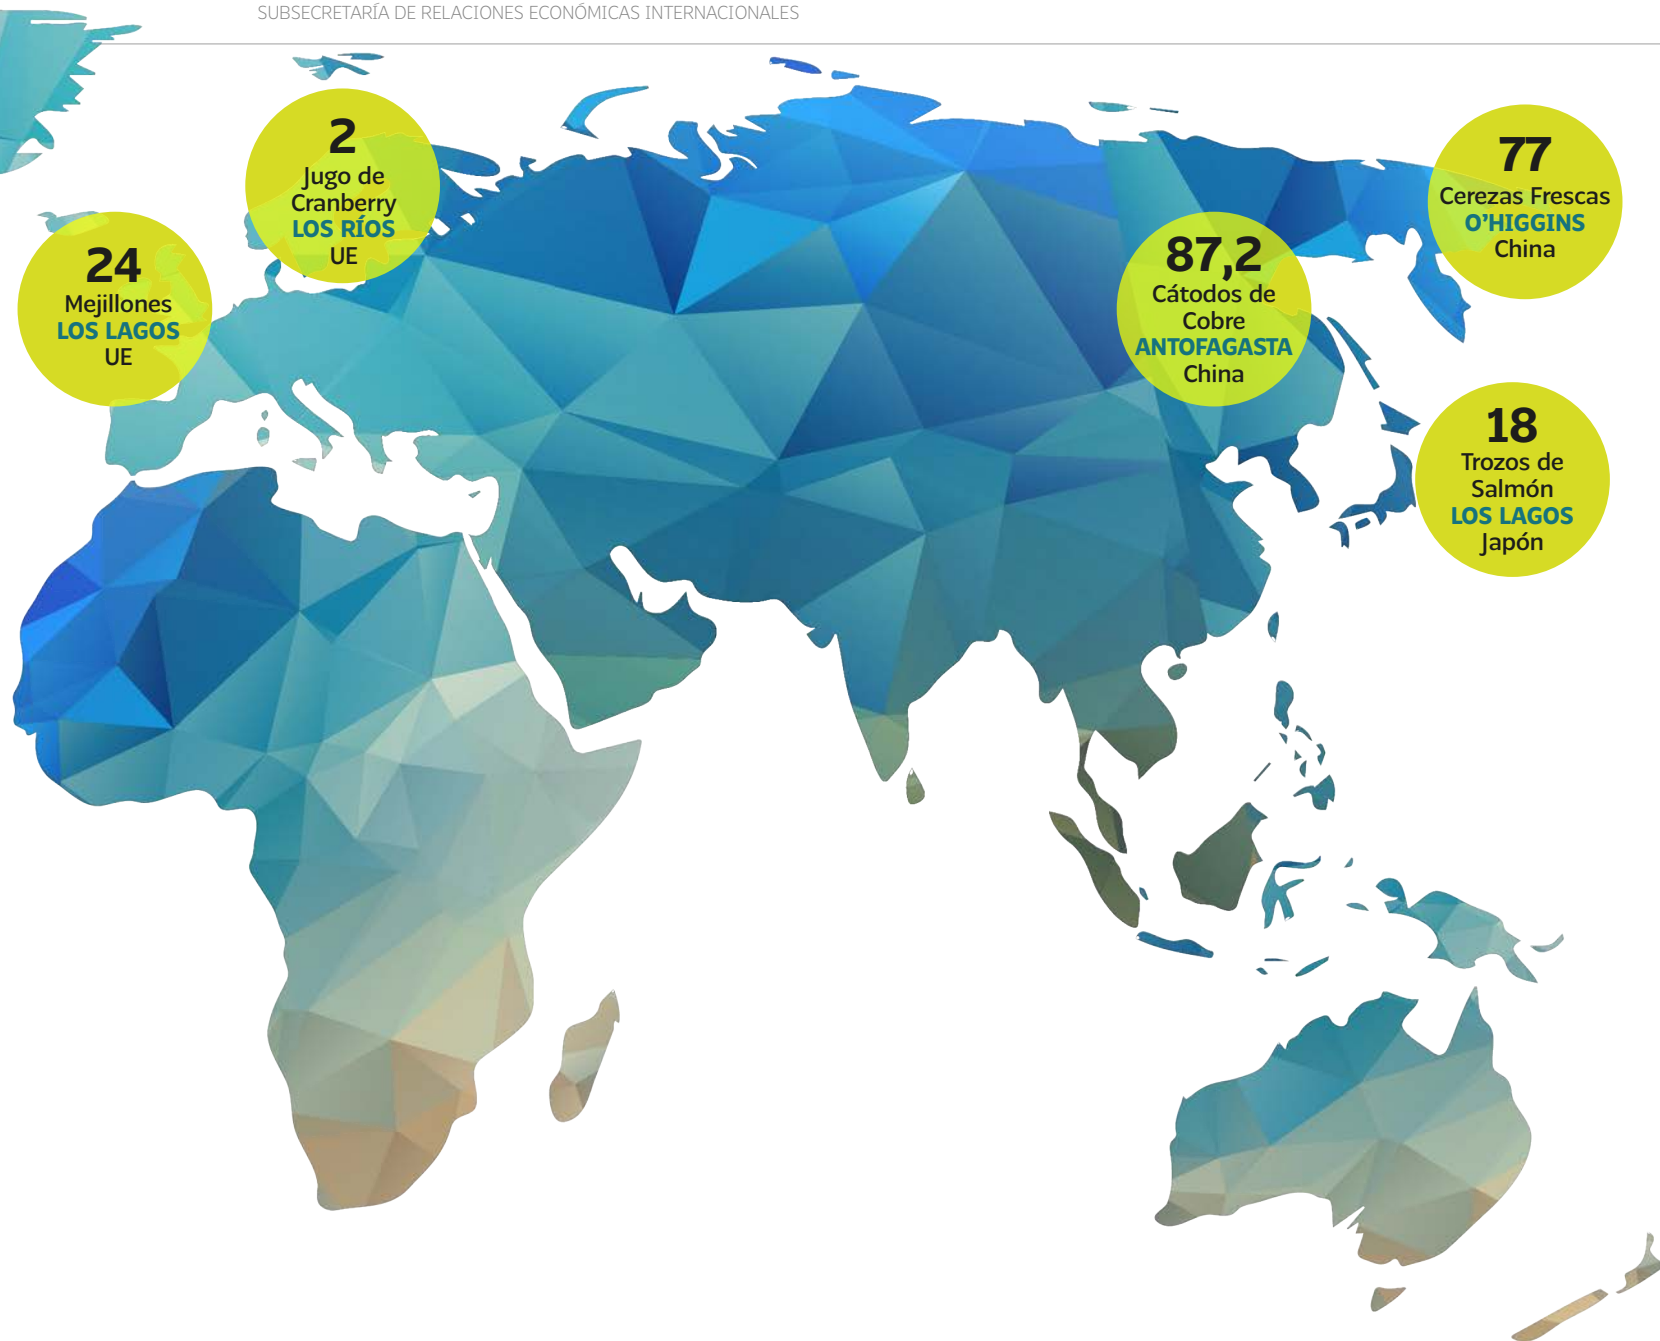 SUBSECRETARÍA DE RELACIONES ECONÓMICAS INTERNACIONALES
2
Jugo de
Cranberry
LOS RÍOS
UE
24
Mejillones
LOS LAGOS
UE
77
Cerezas Frescas
O’HIGGINS
China
87,2
Cátodos de
Cobre
ANTOFAGASTA
China
18
Trozos de
Salmón
LOS LAGOS
Japón